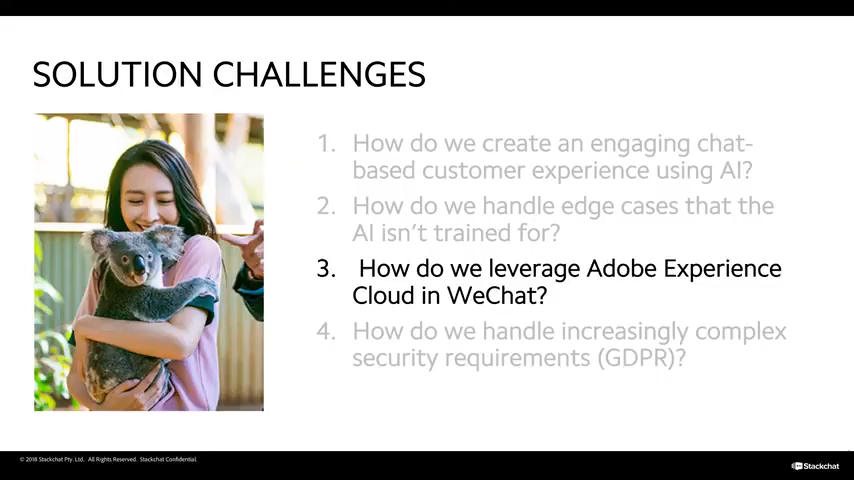 SOLUTION CHALLENGES
1. How do we create an engaging chat-
based customer experience using AI?
2. How do we handle edge cases that the
AI isn't trained for?
3. How do we leverage Adobe Experience
Cloud in WeChat?
4. How do we handle increasingly complex
security requirements (GDPR)?
© 2018 Stackchat Pty. Ltd. All Rights Reserved. Stackchat Confidential.
Stackchat